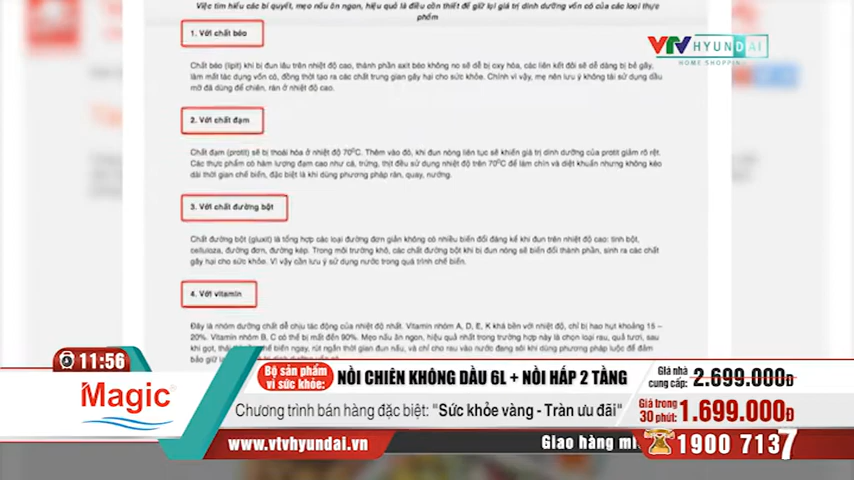 Việc tìm hiểu các bí quyết, mẹo nấu ăn ngon, hiệu quả là điều cần thiết để giữ lại giá trị dinh dưỡng vốn có của các loại thực
phẩm
1. Với chất béo
VTV HYUNDAI
HOME SHOPPING
Chất béo (lipit) khi bị đun lâu trên nhiệt độ cao, thành phần axit béo không no sẽ dễ bị oxy hóa, các liên kết đôi sẽ dễ dàng bị bẻ gãy,
làm mất tác dụng vốn có, đồng thời tạo ra các chất trung gian gây hại cho sức khỏe. Chính vì vậy, mẹ nên lưu ý không tái sử dụng dầu
mỡ đã dùng để chiên, rán ở nhiệt độ cao.
2. Với chất đạm
Chất đạm (protit) sẽ bị thoái hóa ở nhiệt độ 70⁰C. Thêm vào đó, khi đun nóng liên tục sẽ khiến giá trị dinh dưỡng của protit giảm rõ rệt.
Các thực phẩm có hàm lượng đạm cao như cá, trứng, thịt đều sử dụng nhiệt độ trên 70⁰C để làm chín và diệt khuẩn nhưng không kéo
dài thời gian chế biến, đặc biệt là khi dùng phương pháp rán, quay, nướng.
3. Với chất đường bột
Chất đường bột (gluxit) là tổng hợp các loại đường đơn giản không có nhiều biến đổi đáng kể khi đun trên nhiệt độ cao: tinh bột,
celluloza, đường đơn, đường kép. Trong môi trường khô, các chất đường bột khi bị đun nóng sẽ biến đổi thành phần, sinh ra các chất
gây hại cho sức khỏe. Vì vậy cần lưu ý sử dụng nước trong quá trình chế biến.
4. Với vitamin
Đây là nhóm dưỡng chất dễ chịu tác động của nhiệt độ nhất. Vitamin nhóm A, D, E, K khá bền với nhiệt độ, chỉ bị hao hụt khoảng 15 –
20%. Vitamin nhóm B, C có thể bị mất đến 90%. Mẹo nấu ăn ngon, hiệu quả nhất trong trường hợp này là chọn loại rau, quả tươi, sau
khi gọt, thái chế biến ngay, rút ngắn thời gian đun nấu, và chỉ cho rau vào nước đang sôi khi dùng phương pháp luộc để đảm
bảo giữ lại
11:56
Magic
Bộ sản phẩm
vì sức khỏe:
NỒI CHIÊN KHÔNG DẦU 6L + NỒI HẤP 2 TẦNG
Giá nhà
cung cấp:
2.699.000Đ
Chương trình bán hàng đặc biệt: "Sức khỏe vàng - Tràn ưu đãi"
Giá trong
30 phút:
1.699.000Đ
www.vtvhyundai.vn
Giao hàng
1900 7137